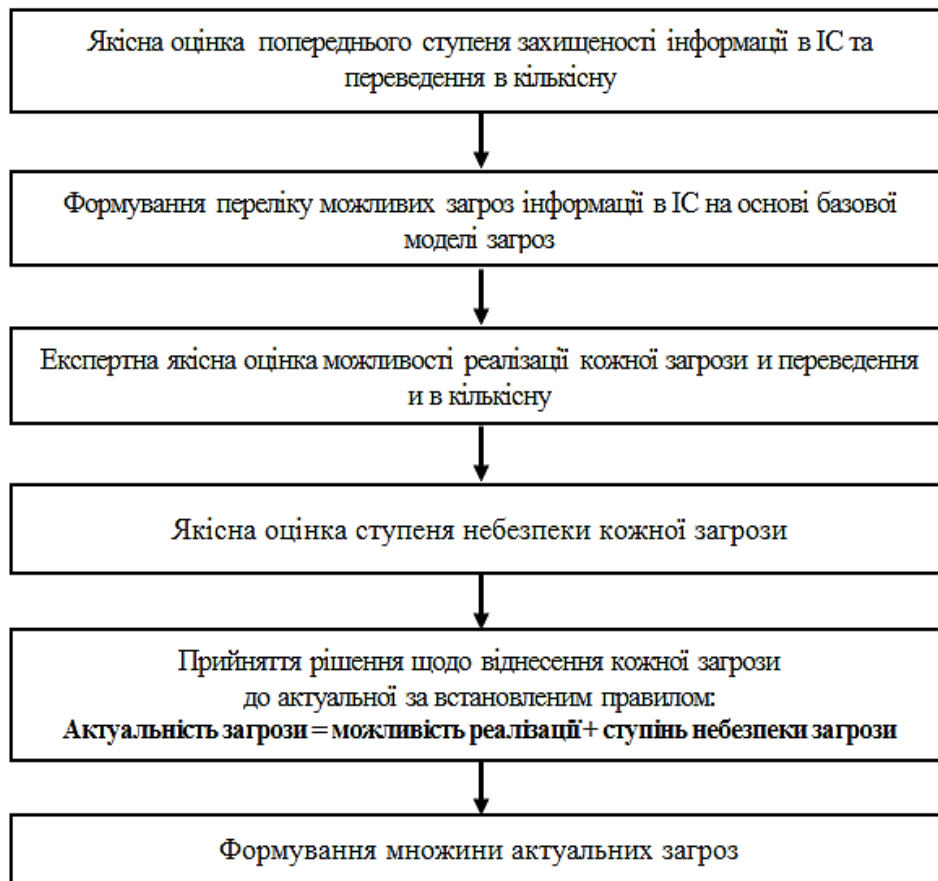 Якісна оцінка попереднього ступеня захищеності інформації в ІС та
переведення в кількісну
Формування переліку можливих загроз інформації в ІС на основі базової
моделі загроз
Експертна якісна оцінка можливості реалізації кожної загрози и переведення
и в кількісну
Якісна оцінка ступеня небезпеки кожної загрози
Прийняття рішення щодо віднесення кожної загрози
до актуальної за встановленим правилом:
Актуальність загрози = можливість реалізації + ступінь небезпеки загрози
Формування множини актуальних загроз